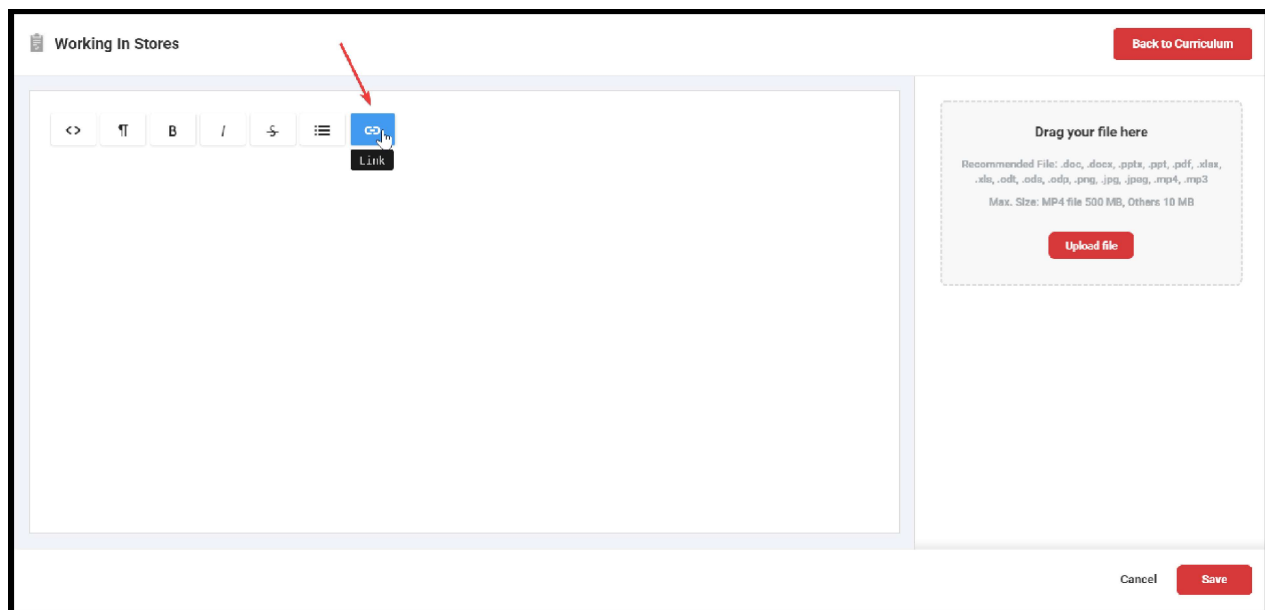 Working In Stores
Back to Curriculum
<> ¶ B I S
Link
Drag your file here
Recommended File: .doc, .docx, .pptx, .ppt, .pdf, .xlsx,
.xls, .odt, .ods, .odp, .png, .jpg, .jpeg, .mp4, .mp3
Max. Size: MP4 file 500 MB, Others 10 MB
Upload file
Cancel
Save